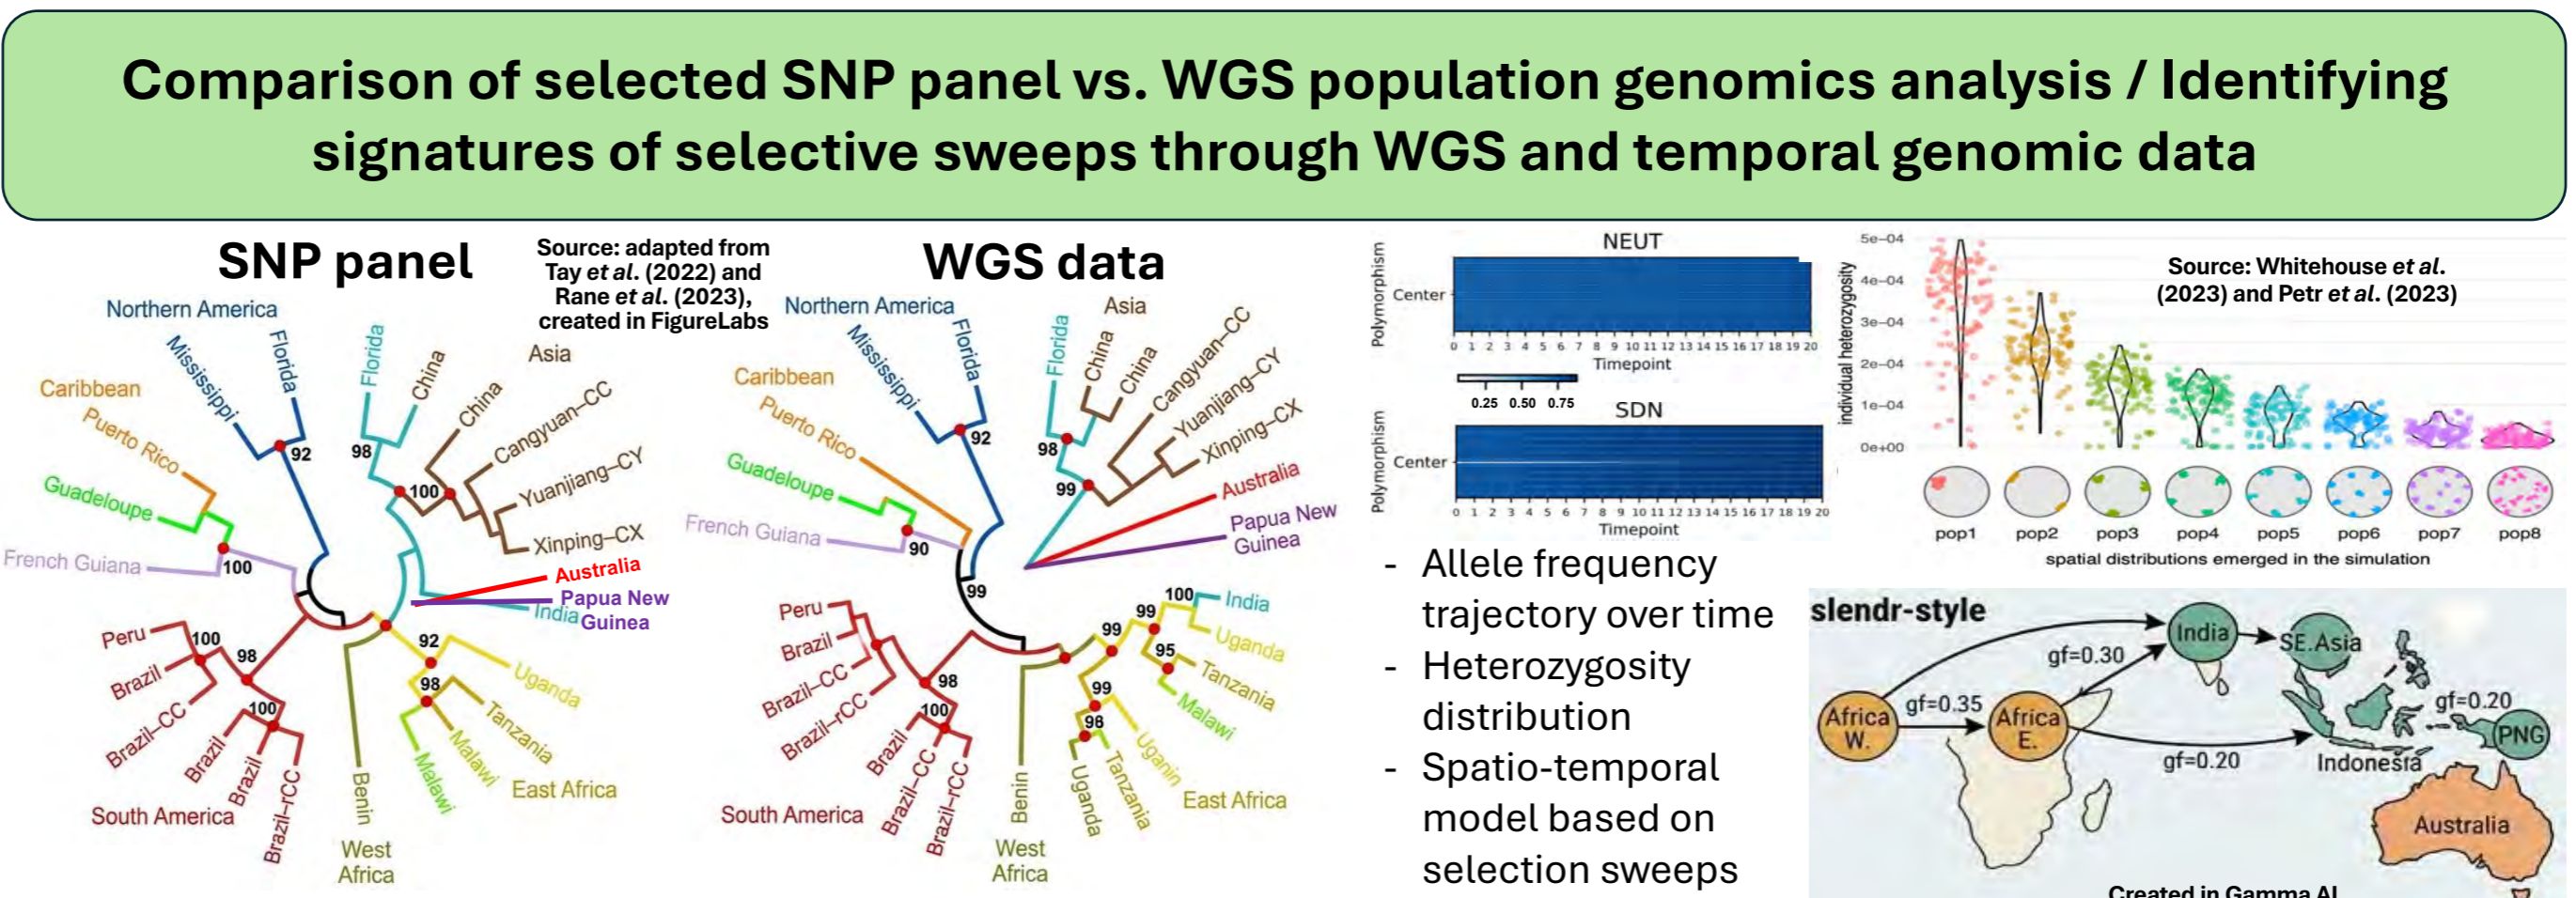 Comparison of selected SNP panel vs. WGS population genomics analysis / Identifying
signatures of selective sweeps through WGS and temporal genomic data
SNP panel
Source: adapted from
Tay et al. (2022) and
Rane et al. (2023),
created in FigureLabs
Northern America
Mississippi
Florida
92
Caribbean
Puerto Rico
Guadeloupe
French Guiana
100
Florida
China
98
Asia
China
Cangyuan–CC
100
Yuanjiang–CY
Xinping–CX
Australia
Papua New
Guinea
India
Peru
100
98
Brazil
Brazil–CC
100
Brazil
Brazil
Brazil–rCC
South America
Benin
West
Africa
92
98
Uganda
Tanzania
Malawi
Malawi
East Africa
WGS data
Northern America
Mississippi
Florida
92
Caribbean
Puerto Rico
Guadeloupe
French Guiana
90
99
Asia
Florida
China
China
Cangyuan–CC
Yuanjiang–CY
Xinping–CX
98
99
Australia
Papua New
Guinea
Peru
Brazil
Brazil–CC
Brazil–rCC
98
100
Brazil
Brazil–CC
Brazil–rCC
South America
Benin
West
Africa
100
India
99
Uganda
99
95
Tanzania
Malawi
99
98
Uganin
Tanzania
Uganda
East Africa
NEUT
Polymorphism
Center
0 1 2 3 4 5 6 7 8 9 10 11 12 13 14 15 16 17 18 19 20
Timepoint
0.25 0.50 0.75
SDN
Polymorphism
Center
0 1 2 3 4 5 6 7 8 9 10 11 12 13 14 15 16 17 18 19 20
Timepoint
- Allele frequency
trajectory over time
- Heterozygosity
distribution
- Spatio-temporal
model based on
selection sweeps
individual heterozygosity
5e−04
4e−04
3e−04
2e−04
1e−04
0e+00
Source: Whitehouse et al.
(2023) and Petr et al. (2023)
pop1 pop2 pop3 pop4 pop5 pop6 pop7 pop8
spatial distributions emerged in the simulation
slendr-style
India
SE.Asia
gf=0.30
Africa
W.
gf=0.35
Africa
E.
gf=0.20
gf=0.20
PNG
Indonesia
Australia
Created in Gamma AI